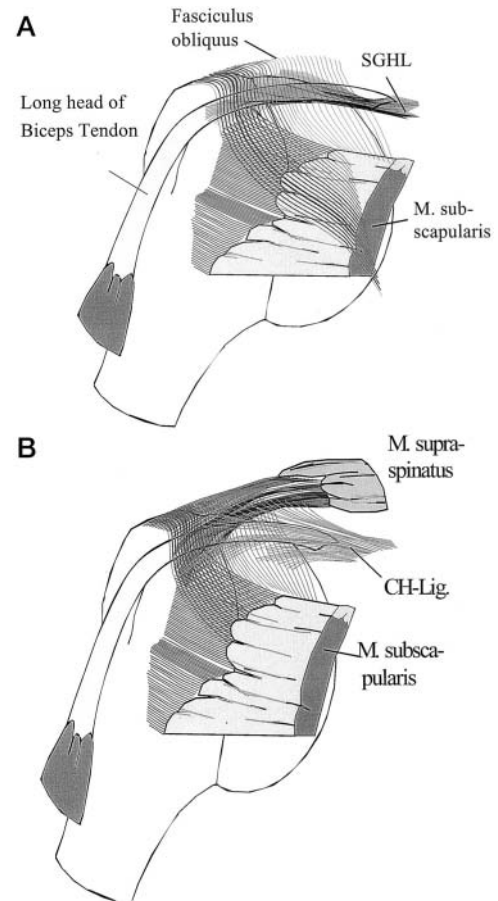 A
Fasciculus
obliquus
SGHL
Long head of
Biceps Tendon
M. sub-
scapularis
B
M. supra-
spinatus
CH-Lig.
M. subsca-
pularis